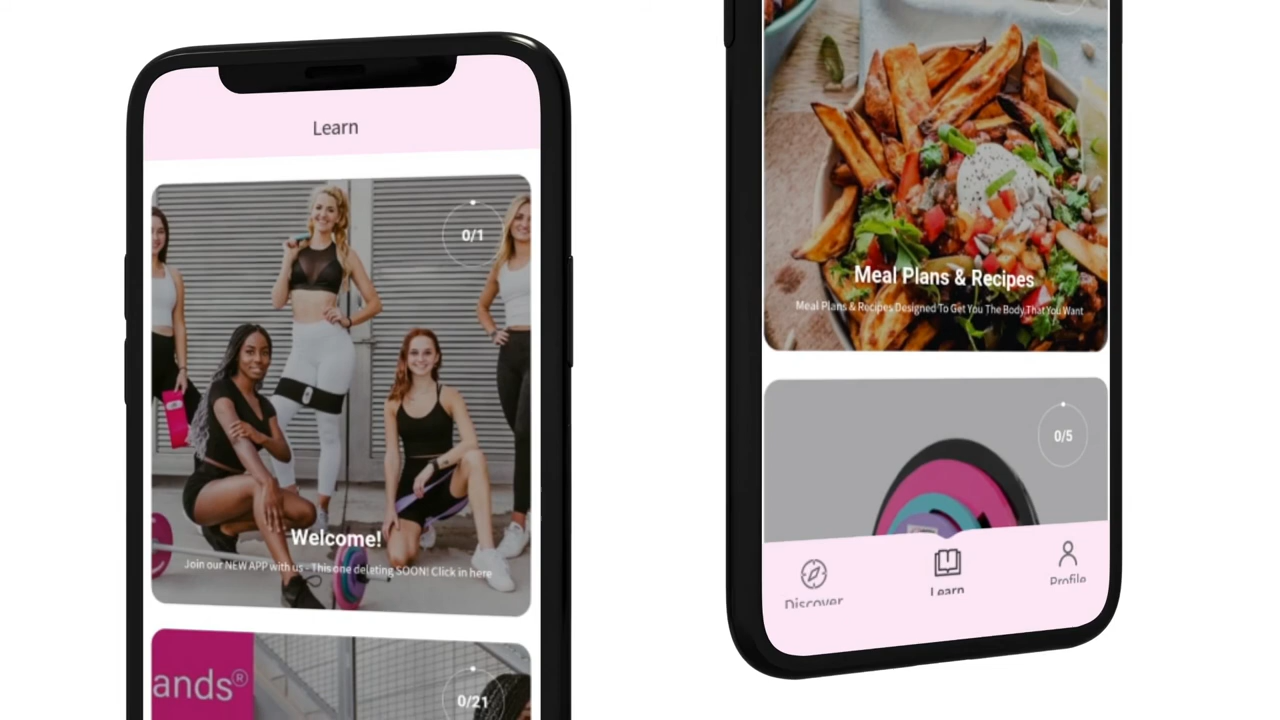 Learn
0/1
Welcome!
Join our NEW APP with us - This one deleting SOON! Click in here
ands®
0/21
Meal Plans & Recipes
Meal Plans & Recipes Designed To Get You The Body That You Want
0/5
Discover
Learn
Profile